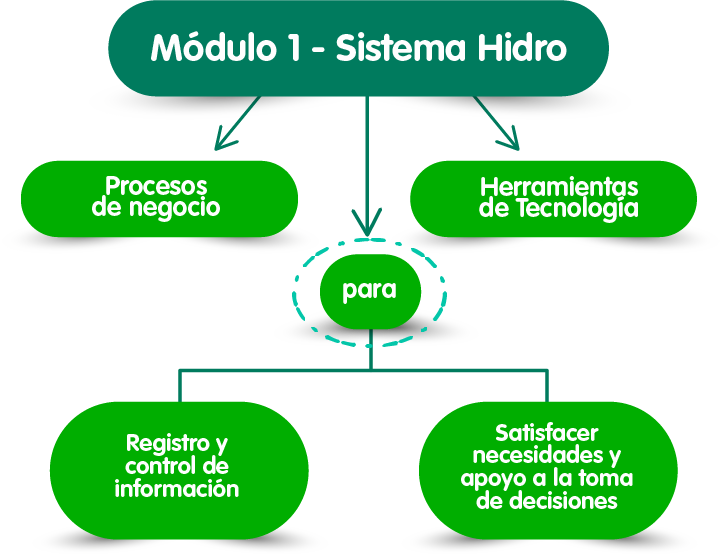 Módulo 1 - Sistema Hidro
Procesos
de negocio
Herramientas
de Tecnología
para
Registro y
control de
información
Satisfacer
necesidades y
apoyo a la toma
de decisiones